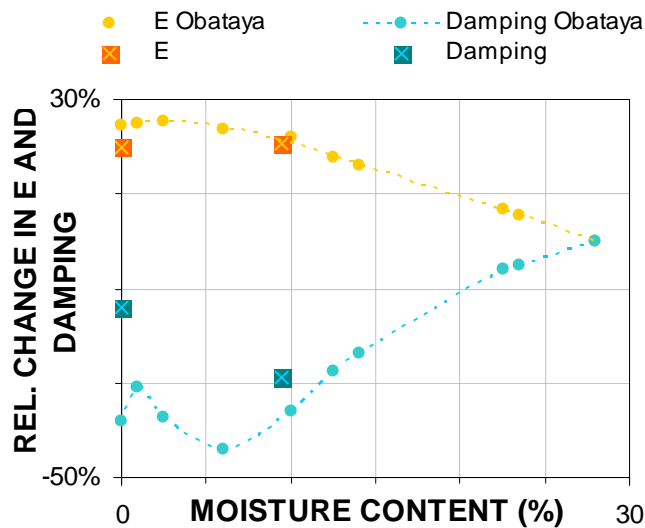 E Obataya
Damping Obataya
E
Damping
30%
REL. CHANGE IN E AND
DAMPING
-50%
0
MOISTURE CONTENT (%)
30